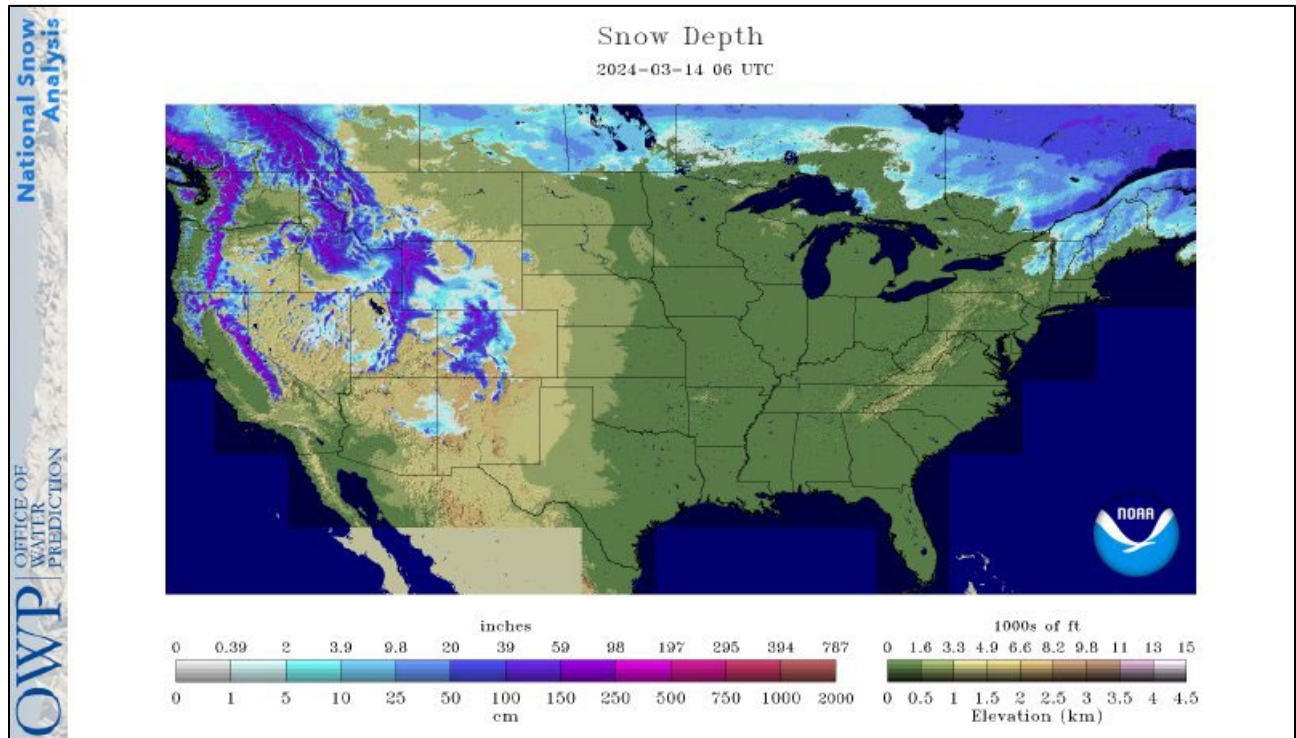 National Snow
Analysis
OWP
OFFICE OF
WATER
PREDICTION
Snow Depth
2024-03-14 06 UTC
NOAA
inches
0 0.39 2 3.9 9.8 20 39 59 98 197 295 394 787
0 1 5 10 25 50 100 150 250 500 750 1000 2000
cm
1000s of ft
0 1.6 3.3 4.9 6.6 8.2 9.8 11 13 15
0 0.5 1 1.5 2 2.5 3 3.5 4 4.5
Elevation (km)